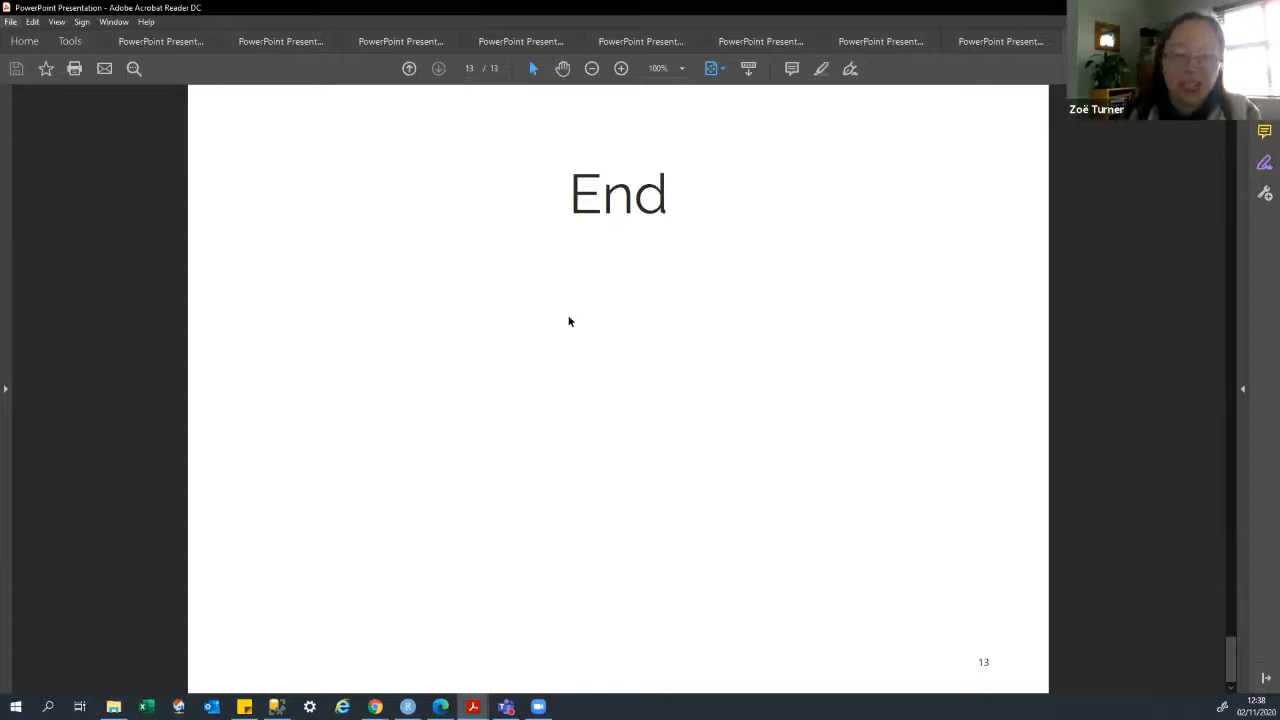 PowerPoint Presentation - Adobe Acrobat Reader DC
File Edit View Sign Window Help
Home Tools PowerPoint Present... PowerPoint Present... PowerPoint Present... PowerPoint Present... PowerPoint Present... PowerPoint Present... PowerPoint Present... PowerPoint Present...
13 / 13 100%
Zoë Turner
End
13
12:38
02/11/2020